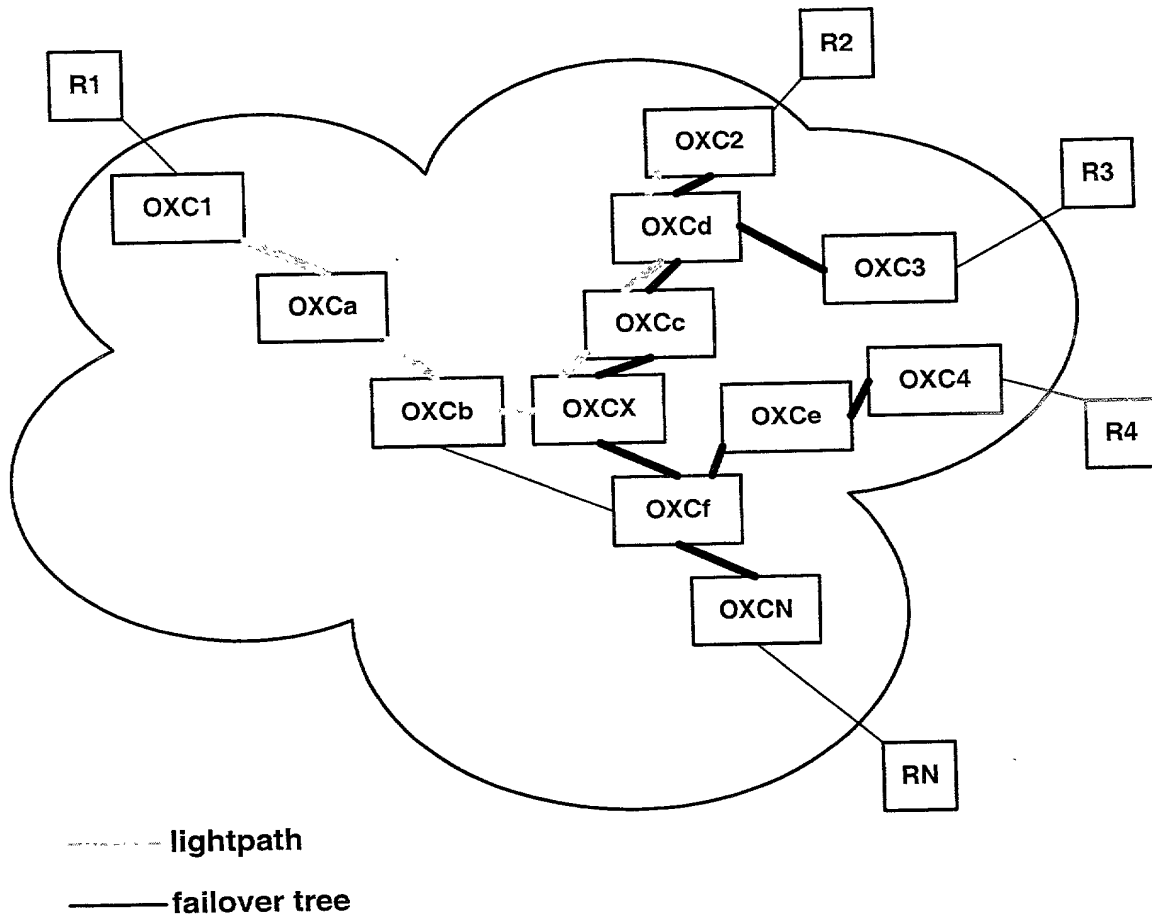 R2
R1
OXC2
R3
OXC1
OXCd
OXC3
OXCa
OXCc
OXC4
OXCb
OXCX
OXCe
R4
OXCf
OXCN
RN
lightpath
failover tree